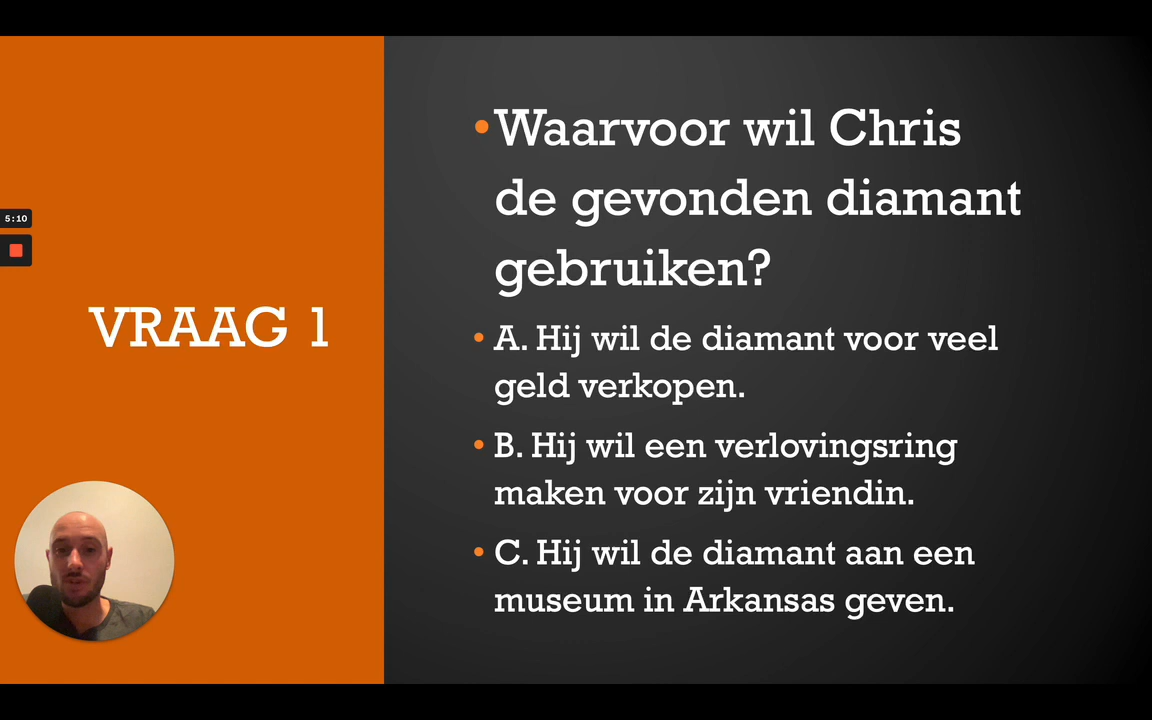 5:10
VRAAG 1
•Waarvoor wil Chris
de gevonden diamant
gebruiken?
• A. Hij wil de diamant voor veel
geld verkopen.
• B. Hij wil een verlovingsring
maken voor zijn vriendin.
• C. Hij wil de diamant aan een
museum in Arkansas geven.